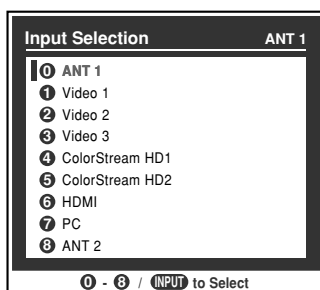 Input Selection ANT 1
0 ANT 1
1 Video 1
2 Video 2
3 Video 3
4 ColorStream HD1
5 ColorStream HD2
6 HDMI
7 PC
8 ANT 2
0 - 8 / INPUT to Select